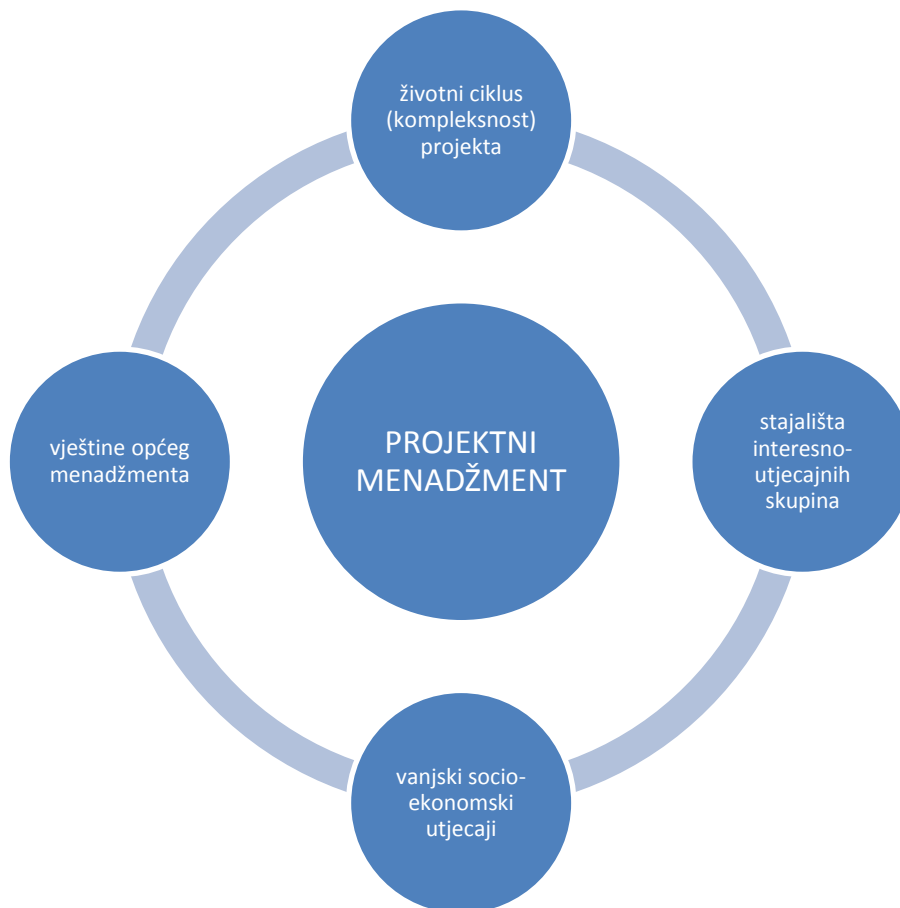 životni ciklus
(kompleksnost)
projekta
vještine općeg
menadžmenta
PROJEKTNI
MENADŽMENT
stajališta
interesno-
utjecajnih
skupina
vanjski socio-
ekonomski
utjecaji